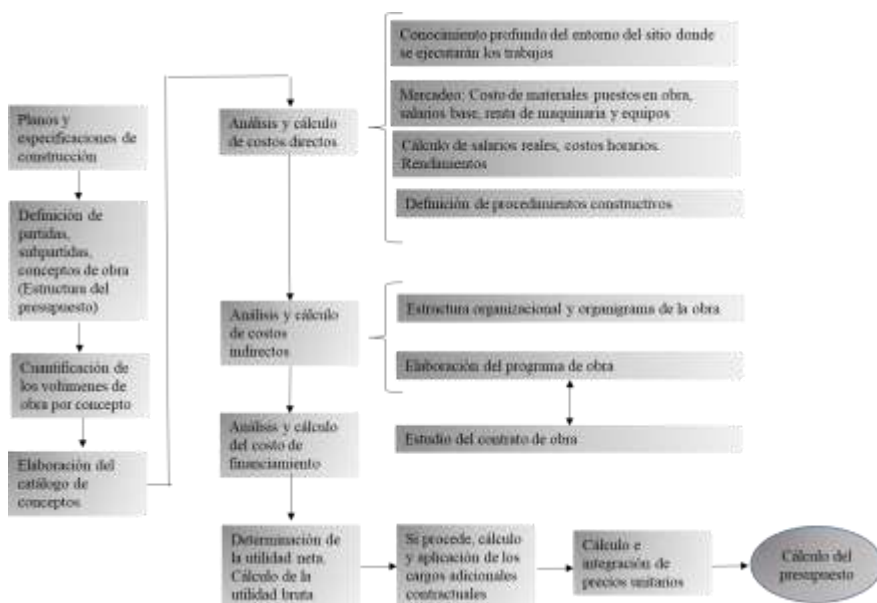 Planos y
especificaciones de
construcción
Definición de
partidas,
subpartidas,
conceptos de obra
(Estructura del
presupuesto)
Cuantificación de
los volúmenes de
obra por concepto
Elaboración del
catálogo de
conceptos
Análisis y cálculo
de costos directos
Conocimiento profundo del entorno del sitio donde
se ejecutarán los trabajos
Mercadeo: Costo de materiales puestos en obra,
salarios base, renta de maquinaria y equipos
Cálculo de salarios reales, costos horarios.
Rendimientos
Definición de procedamientos constructivos
Análisis y cálculo
de costos
indirectos
Estructura organizacional y organigrama de la obra
Elaboración del programa de obra
Estudio del contrato de obra
Análisis y cálculo
del costo de
financiamiento
Determinación de
la utilidad neta,
Cálculo de la
utilidad bruta
Si procede, cálculo
y aplicación de los
cargos adicionales
contractuales
Cálculo e
integración de
precios unitarios
Cálculo del
presupuesto